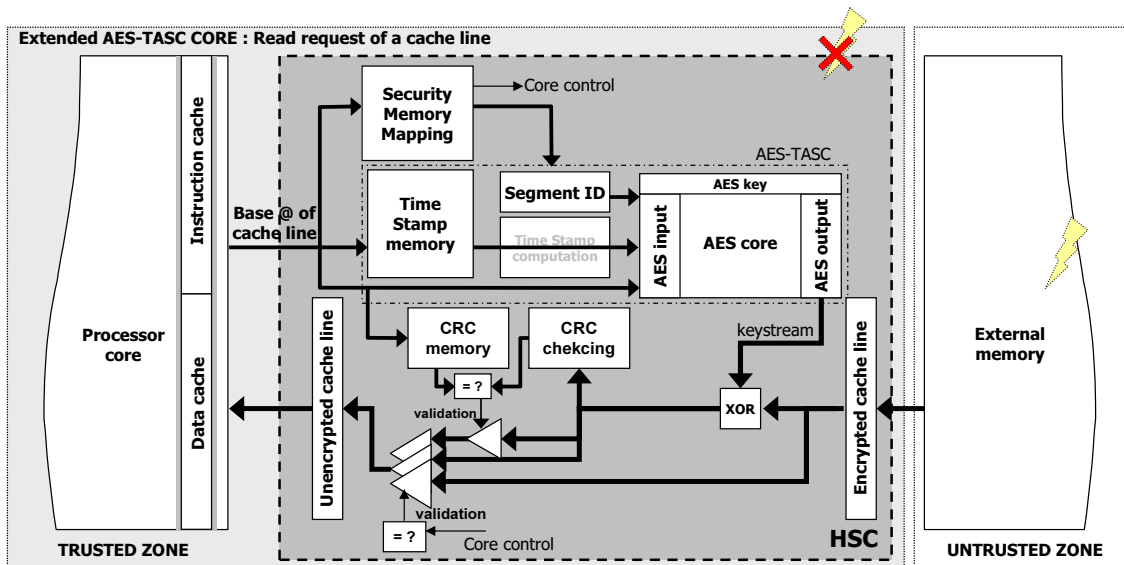 Extended AES-TASC CORE : Read request of a cache line
Security
Memory
Mapping
Core control
AES-TASC
Instruction cache
Base @ of
cache line
Time
Stamp
memory
Segment ID
Time Stamp
computation
AES key
AES input
AES core
AES output
Processor
core
Data cache
Unencrypted cache line
CRC
memory
CRC
chekcing
= ?
validation
keystream
XOR
Encrypted cache line
External
memory
validation
= ?
Core control
HSC
TRUSTED ZONE
UNTRUSTED ZONE